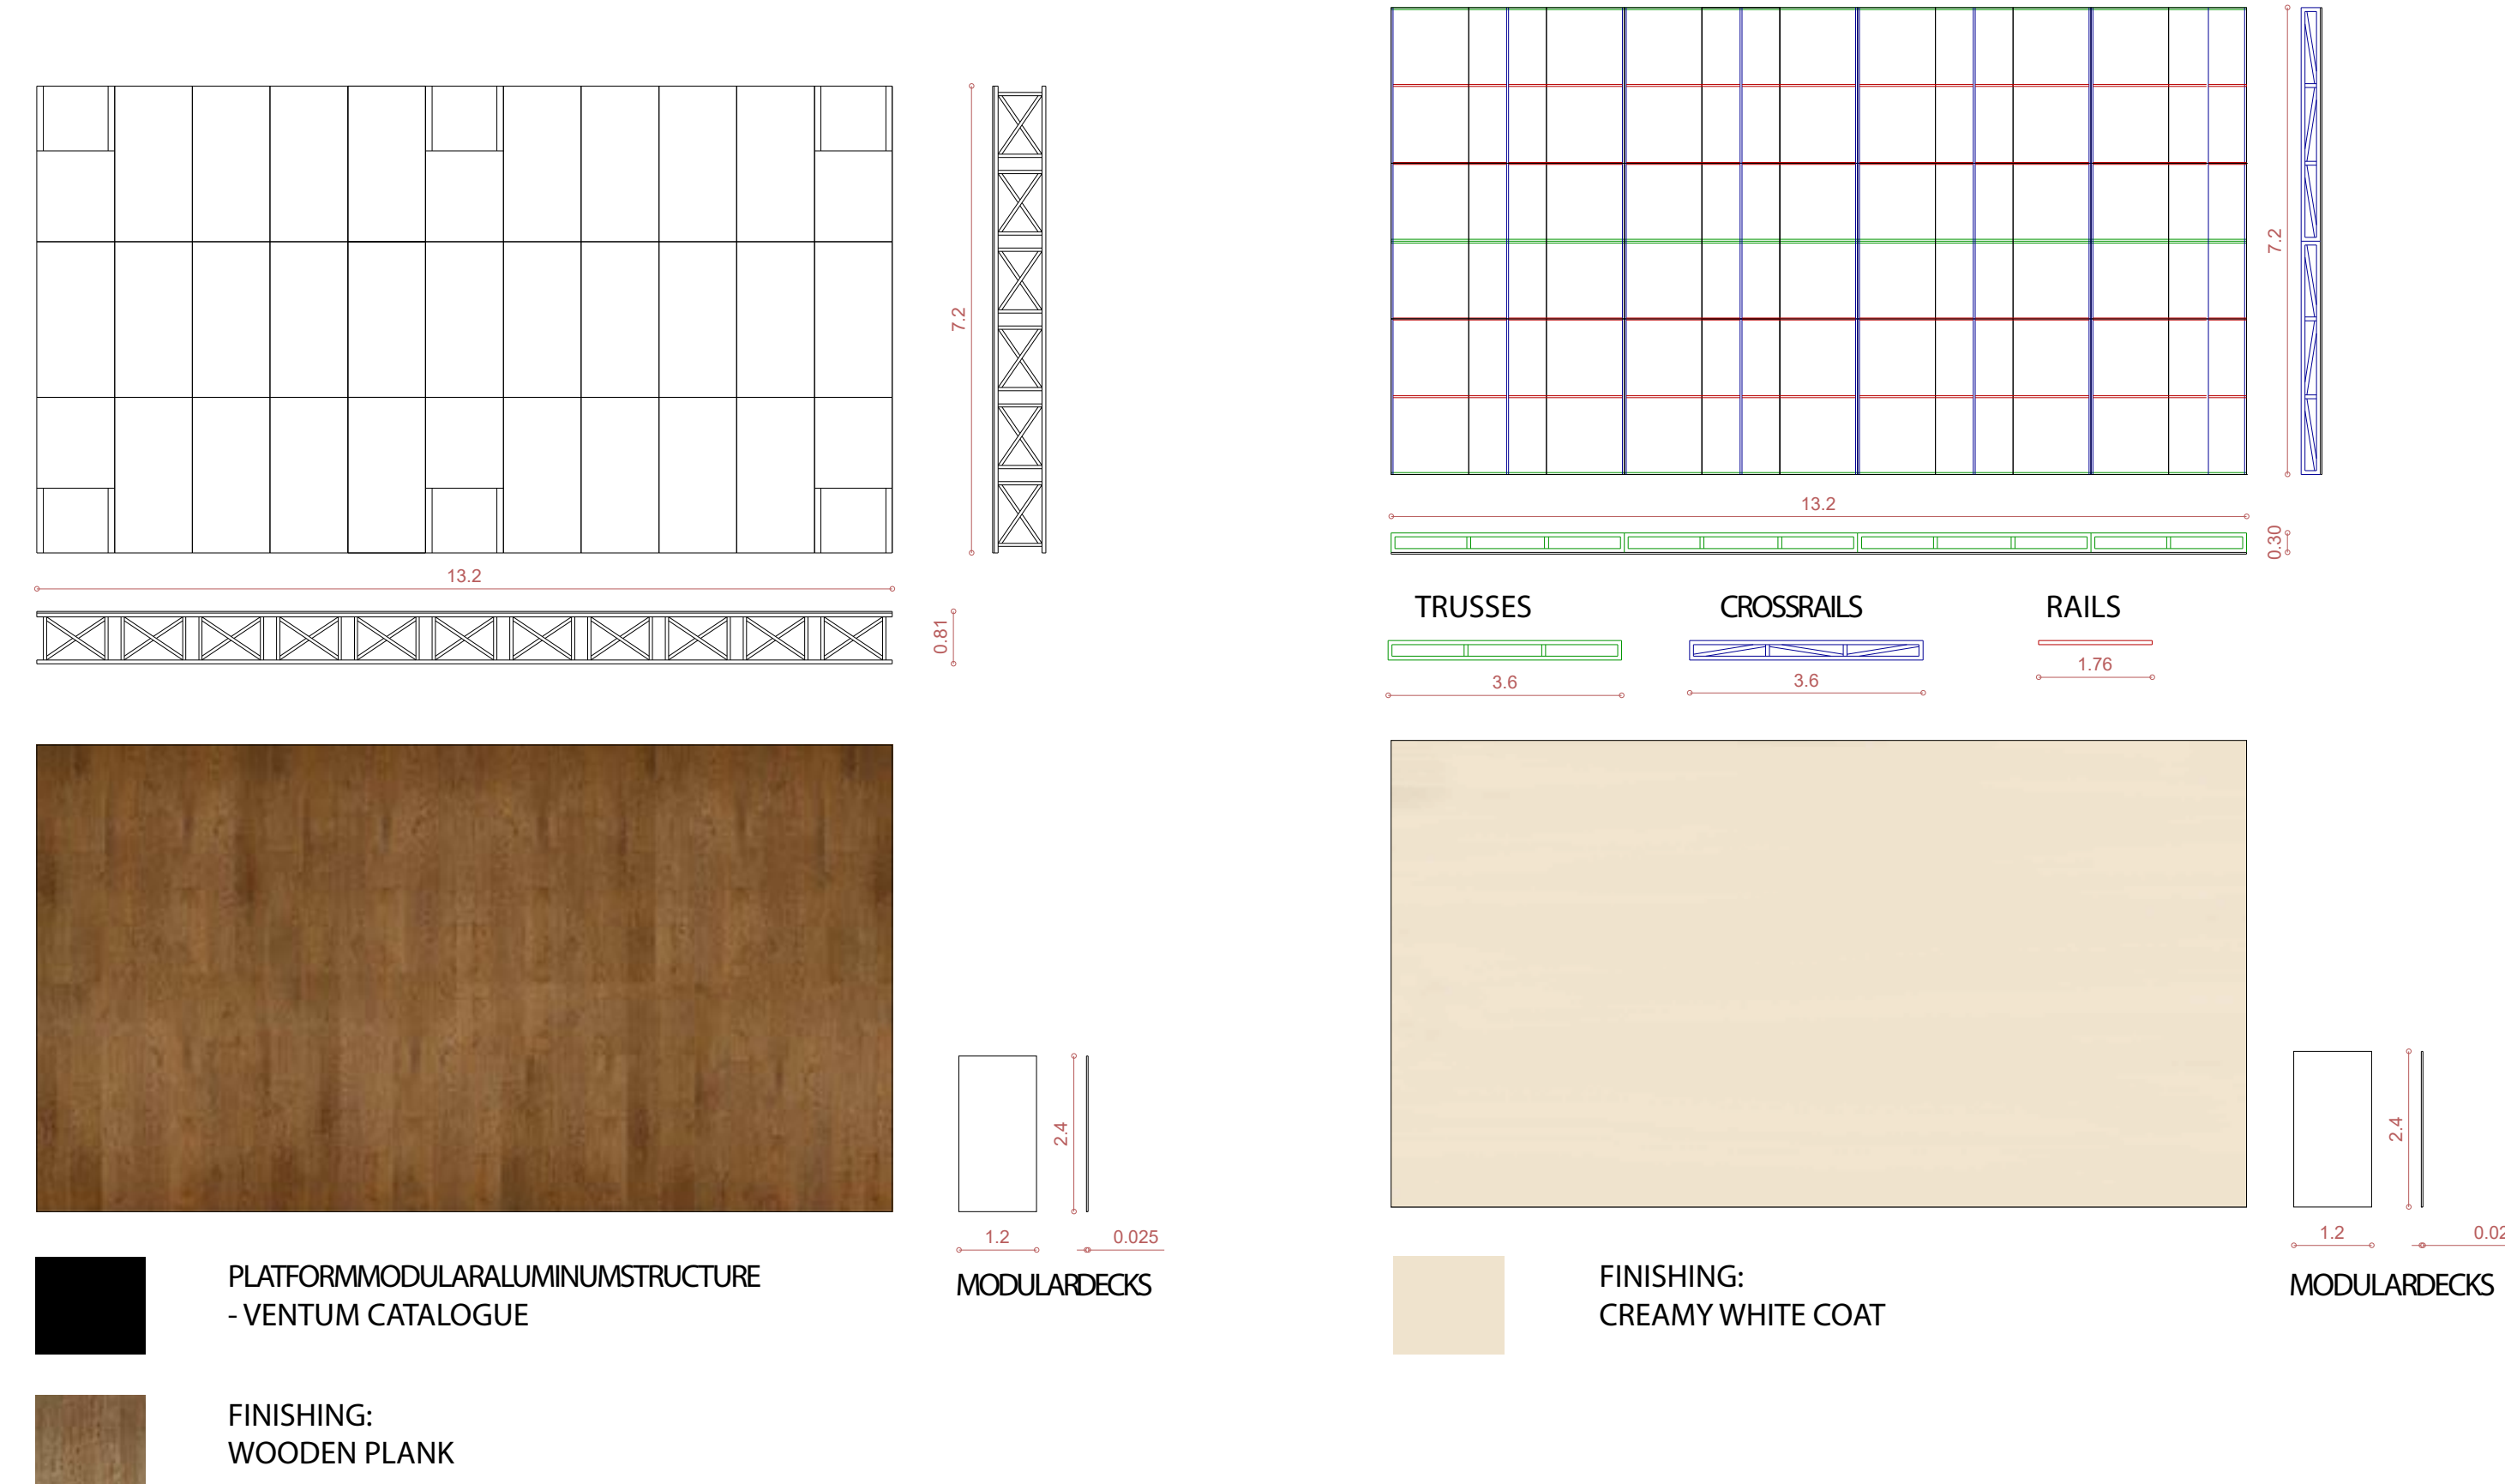 7.2
13.2
0.81
7.2
13.2
0.30
TRUSSES
CROSSRAILS
RAILS
3.6
3.6
1.76
2.4
1.2
0.025
MODULARDECKS
2.4
1.2
0.02
MODULARDECKS
PLATFORMMODULARALUMINUMSTRUCTURE
- VENTUM CATALOGUE
FINISHING:
CREAMY WHITE COAT
FINISHING:
WOODEN PLANK